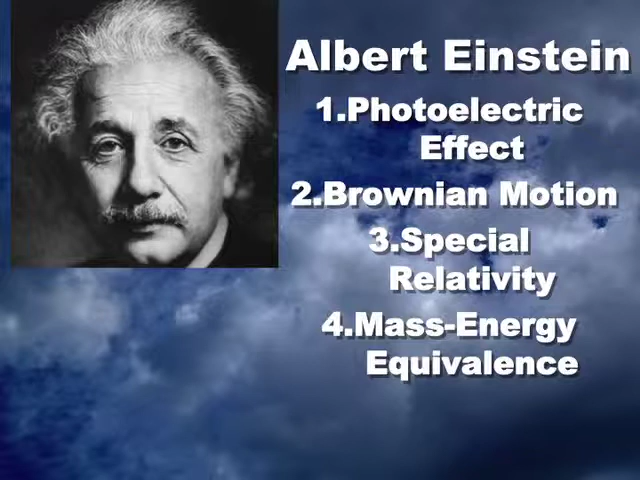 Albert Einstein
1.Photoelectric
Effect
2.Brownian Motion
3.Special
Relativity
4.Mass-Energy
Equivalence